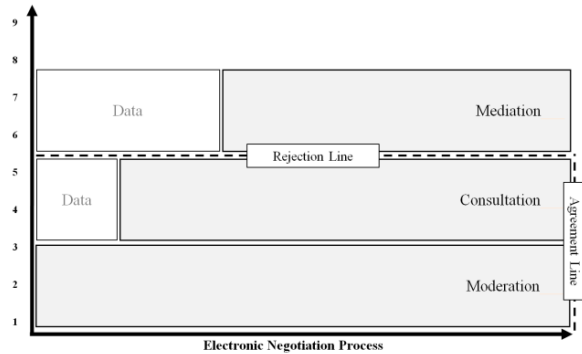 9
8
7
Data
Mediation
6
Rejection Line
5
Data
Consultation
4
Agreement Line
3
2
Moderation
1
Electronic Negotiation Process